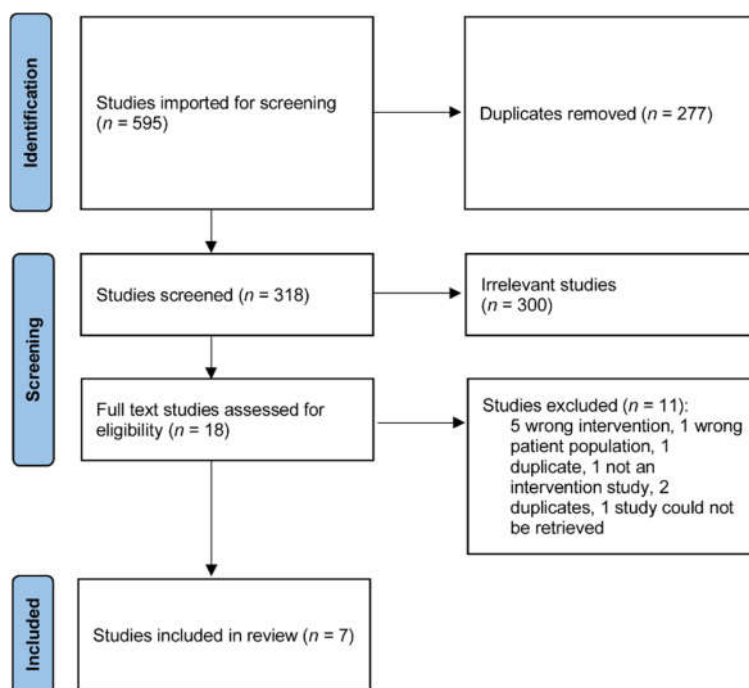 Identification
Studies imported for screening
(n = 595)
Duplicates removed (n = 277)
Screening
Studies screened (n = 318)
Irrelevant studies
(n = 300)
Full text studies assessed for
eligibility (n = 18)
Studies excluded (n = 11):
5 wrong intervention, 1 wrong
patient population, 1
duplicate, 1 not an
intervention study, 2
duplicates, 1 study could not
be retrieved
Included
Studies included in review (n = 7)